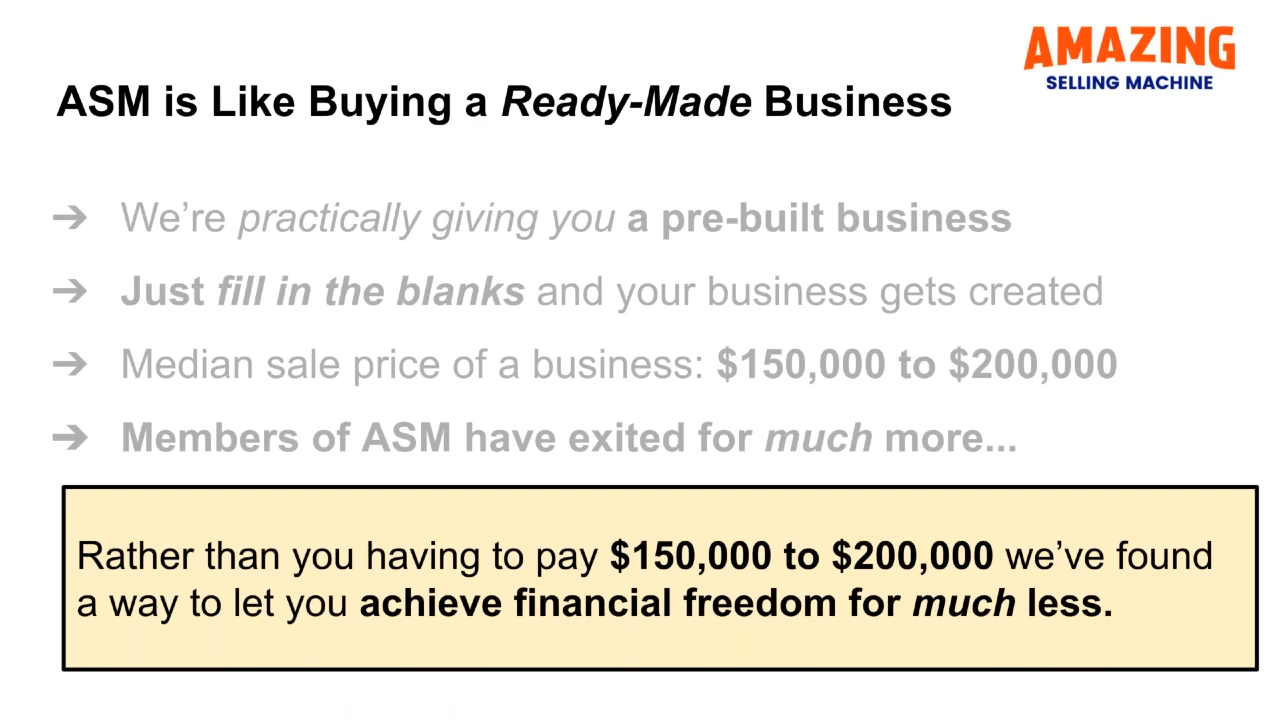 AMAZING
SELLING MACHINE
ASM is Like Buying a Ready-Made Business
➔ We’re practically giving you a pre-built business
➔ Just fill in the blanks and your business gets created
➔ Median sale price of a business: $150,000 to $200,000
➔ Members of ASM have exited for much more...
Rather than you having to pay $150,000 to $200,000 we’ve found
a way to let you achieve financial freedom for much less.